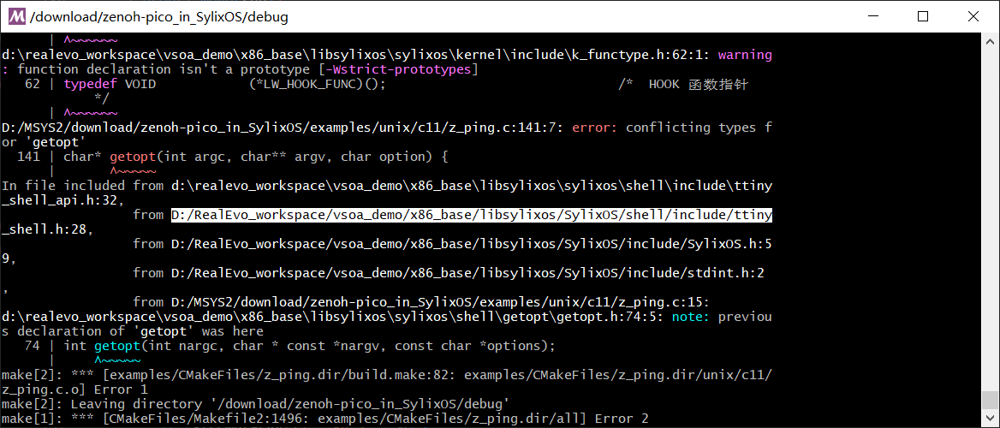 /download/zenoh-pico_in_SylixOS/debug
| ^~~~~~~
d:\realevo_workspace\vsoa_demo\x86_base\libsylixos\sylixos\kernel\include\k_functype.h:62:1: warning
: function declaration isn't a prototype [-Wstrict-prototypes]
62 | typedef VOID (*LW_HOOK_FUNC)(); /* HOOK 函数指针
*/
| ^~~~~~~
D:/MSYS2/download/zenoh-pico_in_SylixOS/examples/unix/c11/z_ping.c:141:7: error: conflicting types f
or 'getopt'
141 | char* getopt(int argc, char** argv, char option) {
| ^~~~~~
In file included from d:\realevo_workspace\vsoa_demo\x86_base\libsylixos\sylixos\shell\include\ttiny
_shell_api.h:32,
from D:/RealEvo_workspace/vsoa_demo/x86_base/libsylixos/SylixOS/shell/include/ttiny
_shell.h:28,
from D:/RealEvo_workspace/vsoa_demo/x86_base/libsylixos/SylixOS/include/SylixOS.h:5
9,
from D:/RealEvo_workspace/vsoa_demo/x86_base/libsylixos/SylixOS/include/stdint.h:2
,
from D:/MSYS2/download/zenoh-pico_in_SylixOS/examples/unix/c11/z_ping.c:15:
d:\realevo_workspace\vsoa_demo\x86_base\libsylixos\sylixos\shell\getopt\getopt.h:74:5: note: previou
s declaration of 'getopt' was here
74 | int getopt(int nargc, char * const *nargv, const char *options);
| ^~~~~~
make[2]: *** [examples/CMakeFiles/z_ping.dir/build.make:82: examples/CMakeFiles/z_ping.dir/unix/c11/
z_ping.c.o] Error 1
make[2]: Leaving directory '/download/zenoh-pico_in_SylixOS/debug'
make[1]: *** [CMakeFiles/Makefile2:1496: examples/CMakeFiles/z_ping.dir/all] Error 2